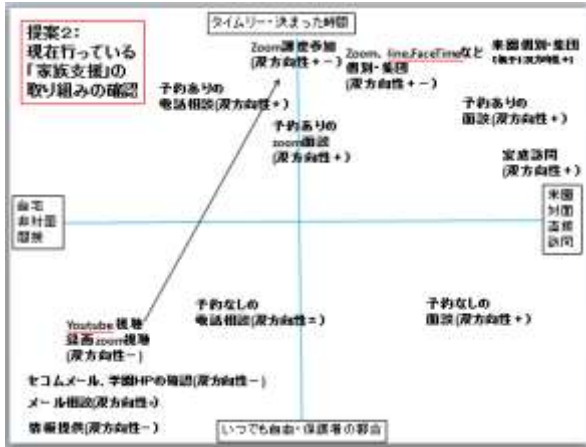 提案2:
現在行っている
「家族支援」の
取り組みの確認
タイムリー・決まった時間
Zoom講座参加
(双方向性+-)
Zoom、line,FaceTimeなど
個別・集団
(双方向性+-)
来園個別・集団
(親子)双方向性+)
予約ありの
電話相談(双方向性+)
予約ありの
zoom面談
(双方向性+)
予約ありの
面談(双方向性+)
家庭訪問
(双方向性+)
自宅
非対面
間接
来園
対面
直接
訪問
予約なしの
電話相談(双方向性=)
予約なしの
面談(双方向性+)
Youtube視聴
録画zoom視聴
(双方向性-)
セコムメール、学園HPの確認(双方向性-)
メール相談(双方向性
情報提供(双方向性-)
いつでも自由・保護者の都合